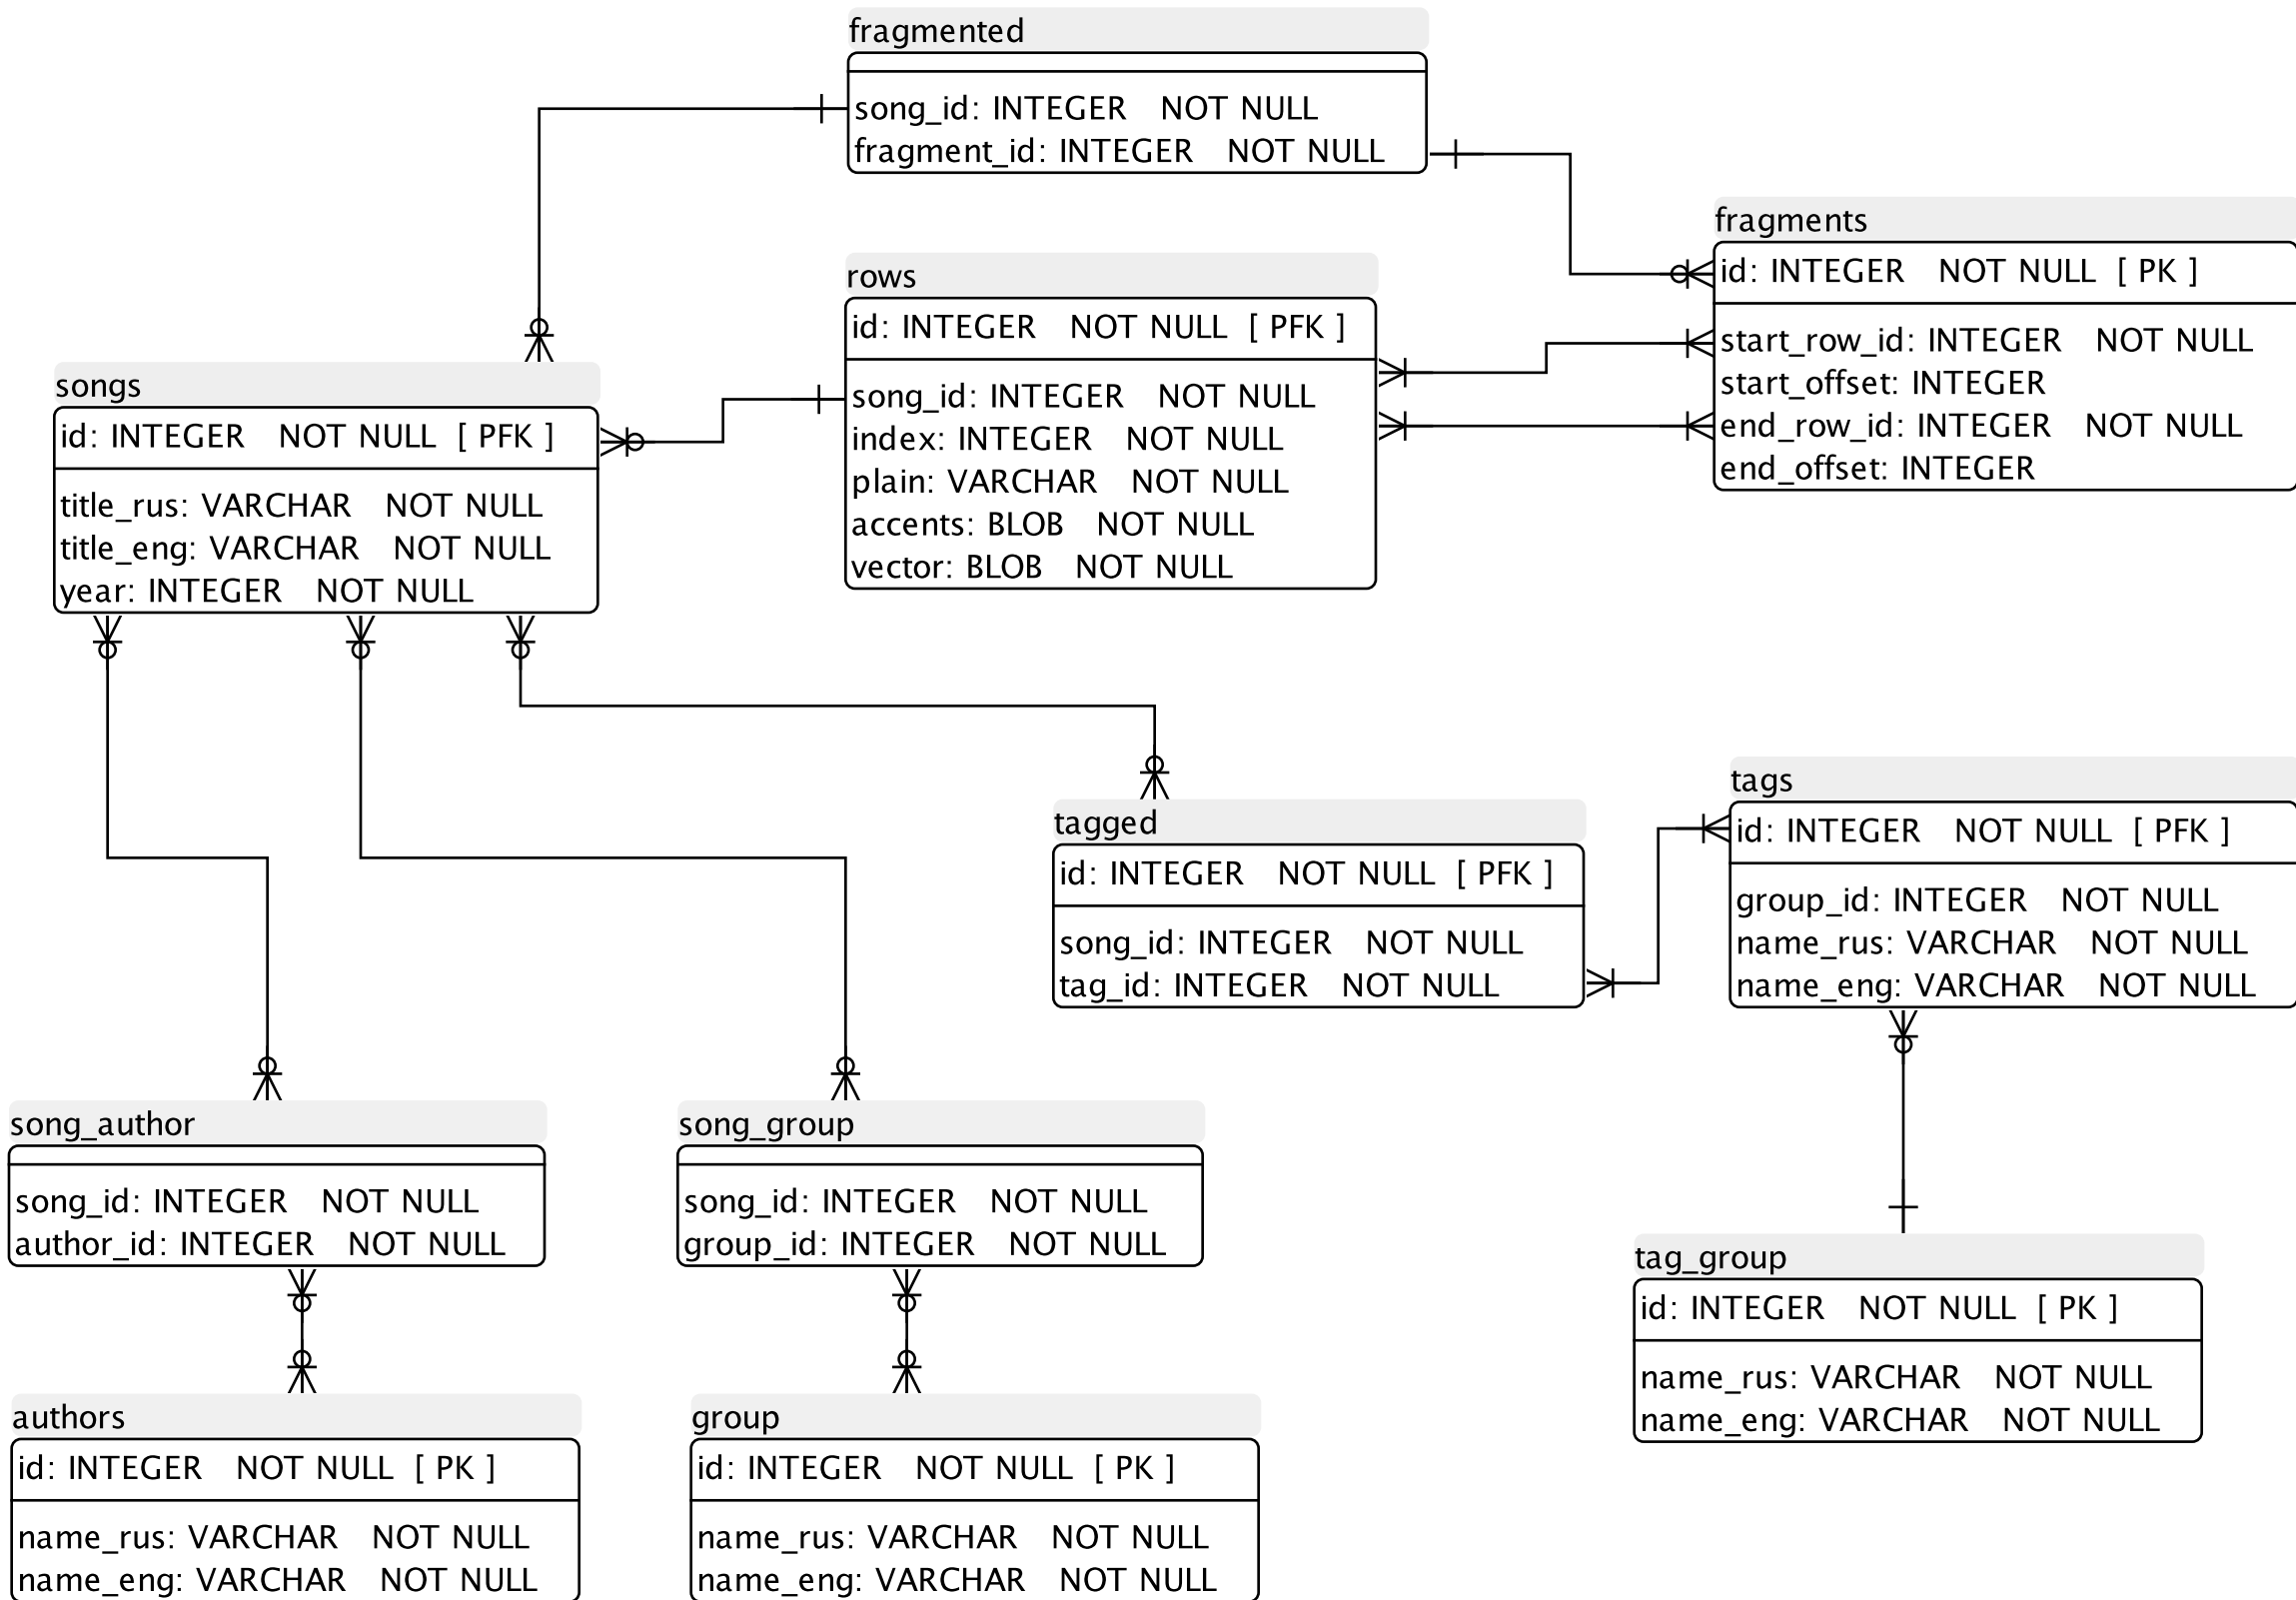 fragmented
song_id: INTEGER NOT NULL
fragment_id: INTEGER NOT NULL
fragments
id: INTEGER NOT NULL [ PK ]
start_row_id: INTEGER NOT NULL
start_offset: INTEGER
end_row_id: INTEGER NOT NULL
end_offset: INTEGER
rows
id: INTEGER NOT NULL [ PFK ]
song_id: INTEGER NOT NULL
index: INTEGER NOT NULL
plain: VARCHAR NOT NULL
accents: BLOB NOT NULL
vector: BLOB NOT NULL
songs
id: INTEGER NOT NULL [ PFK ]
title_rus: VARCHAR NOT NULL
title_eng: VARCHAR NOT NULL
year: INTEGER NOT NULL
tags
id: INTEGER NOT NULL [ PFK ]
group_id: INTEGER NOT NULL
name_rus: VARCHAR NOT NULL
name_eng: VARCHAR NOT NULL
tagged
id: INTEGER NOT NULL [ PFK ]
song_id: INTEGER NOT NULL
tag_id: INTEGER NOT NULL
song_author
song_id: INTEGER NOT NULL
author_id: INTEGER NOT NULL
song_group
song_id: INTEGER NOT NULL
group_id: INTEGER NOT NULL
tag_group
id: INTEGER NOT NULL [ PK ]
name_rus: VARCHAR NOT NULL
name_eng: VARCHAR NOT NULL
authors
id: INTEGER NOT NULL [ PK ]
name_rus: VARCHAR NOT NULL
name_eng: VARCHAR NOT NULL
group
id: INTEGER NOT NULL [ PK ]
name_rus: VARCHAR NOT NULL
name_eng: VARCHAR NOT NULL